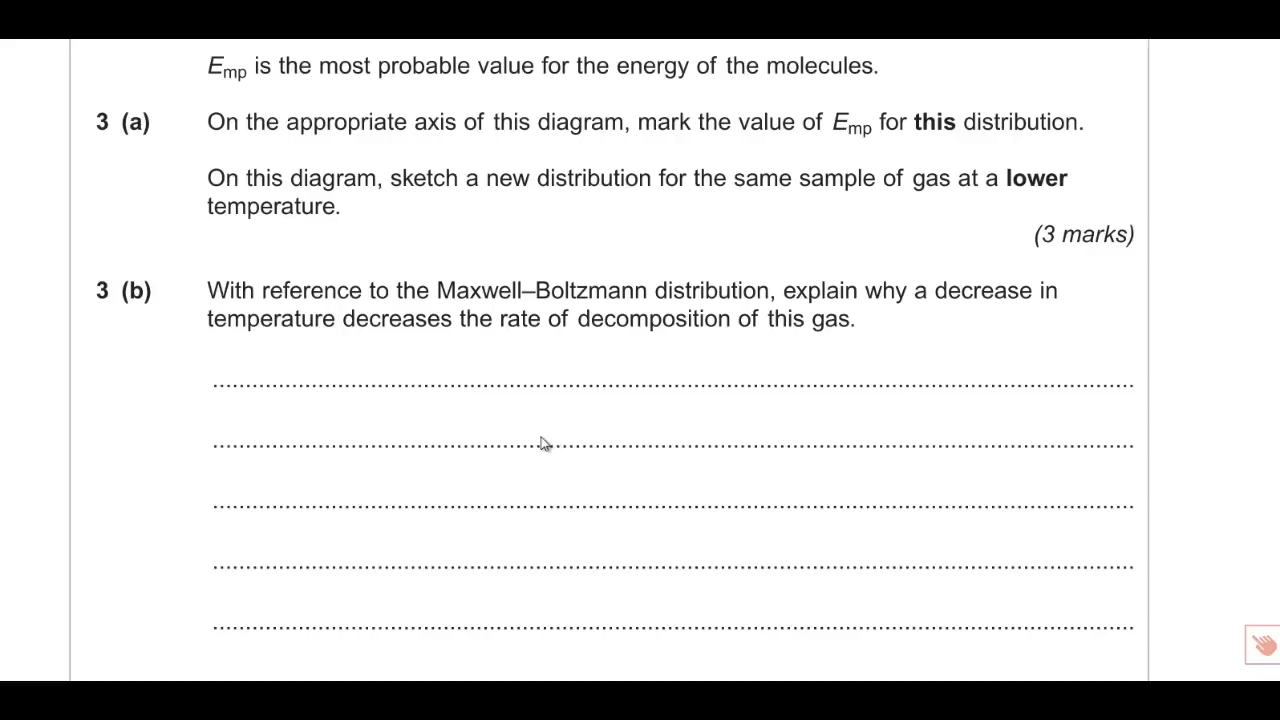 Emp is the most probable value for the energy of the molecules.
3 (a) On the appropriate axis of this diagram, mark the value of Emp for this distribution.
On this diagram, sketch a new distribution for the same sample of gas at a lower
temperature.
(3 marks)
3 (b) With reference to the Maxwell–Boltzmann distribution, explain why a decrease in
temperature decreases the rate of decomposition of this gas.